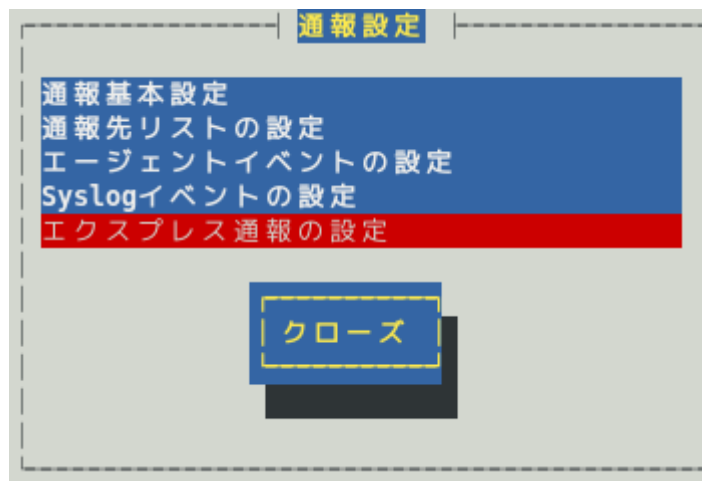 通報設定
通報基本設定
通報先リストの設定
エージェントイベントの設定
Syslogイベントの設定
エクスプレス通報の設定
クローズ